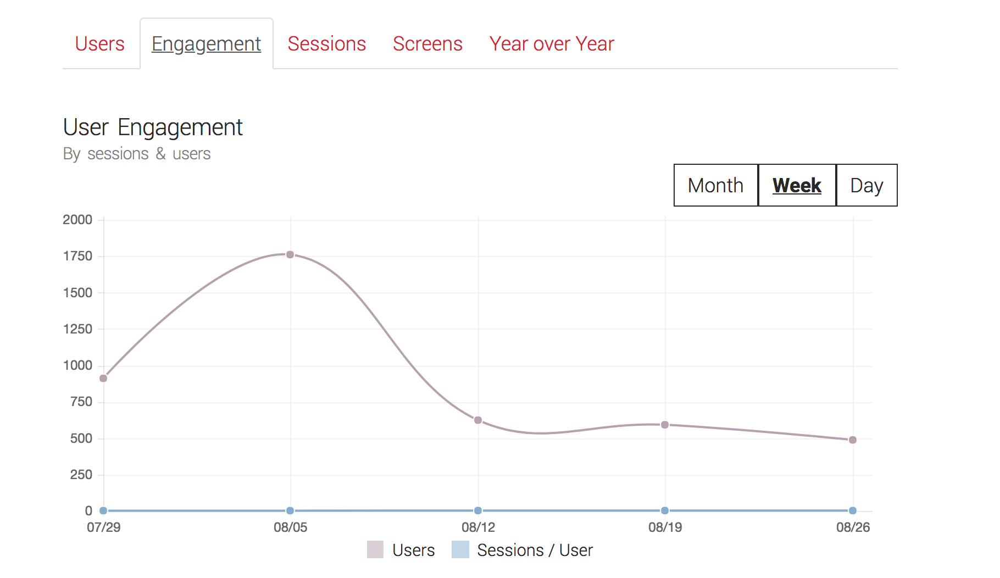 Users Engagement Sessions Screens Year over Year
User Engagement
By sessions & users
Month Week Day
2000
1750
1500
1250
1000
750
500
250
0
07/29 08/05 08/12 08/19 08/26
Users Sessions / User